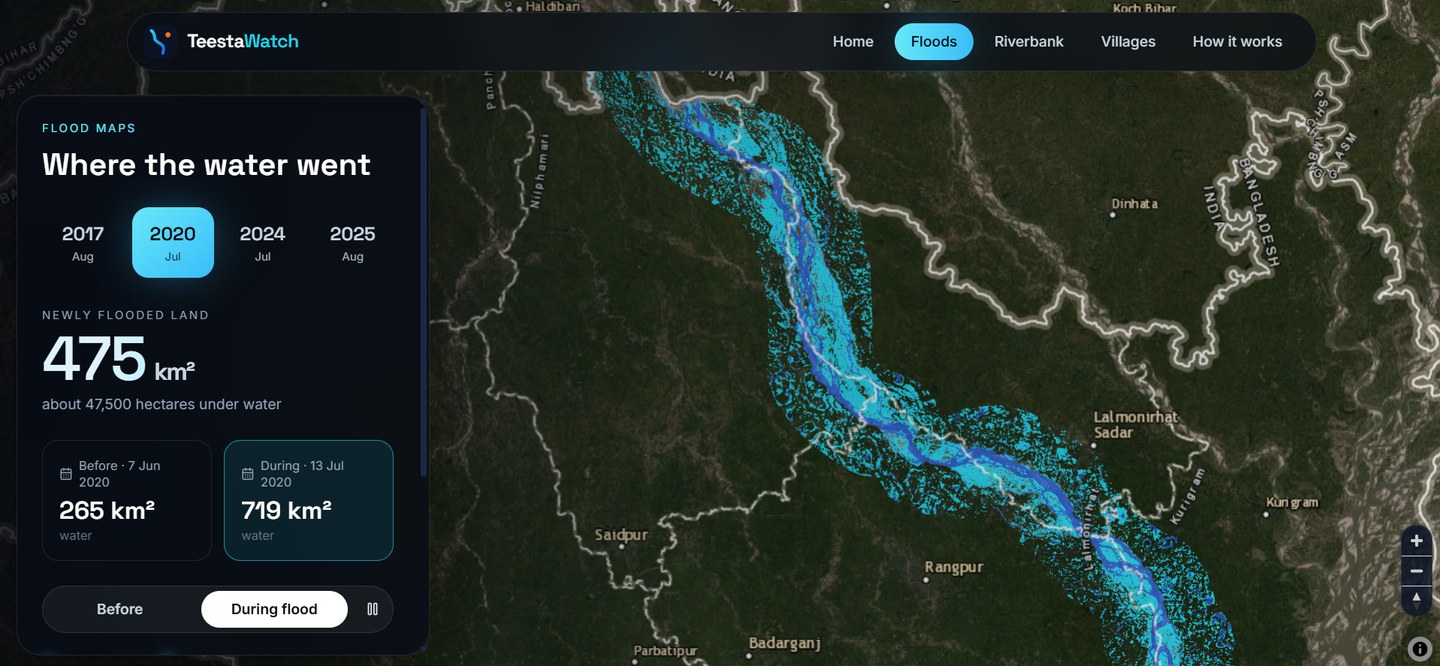 TeestaWatch
Home
Floods
Riverbank
Villages
How it works
FLOOD MAPS
Where the water went
2017
Aug
2020
Jul
2024
Jul
2025
Aug
NEWLY FLOODED LAND
475 km²
about 47,500 hectares under water
Before · 7 Jun
2020
265 km²
water
During · 13 Jul
2020
719 km²
water
Before
During flood
Haldibari
Koch Bihar
Nilphamari
Dinhata
INDIA
BANGLADESH
Lalmonirhat
Sadar
Kurigram
Kurigram
Lalmonirhat
Saidpur
Rangpur
Badarganj
Parbatipur